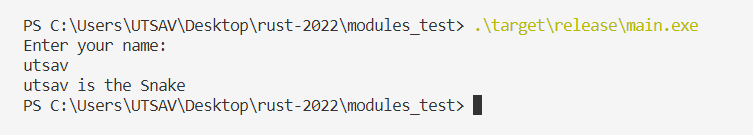 PS C:\Users\UTSAV\Desktop\rust-2022\modules_test> .\target\release\main.exe
Enter your name:
utsav
utsav is the Snake
PS C:\Users\UTSAV\Desktop\rust-2022\modules_test>